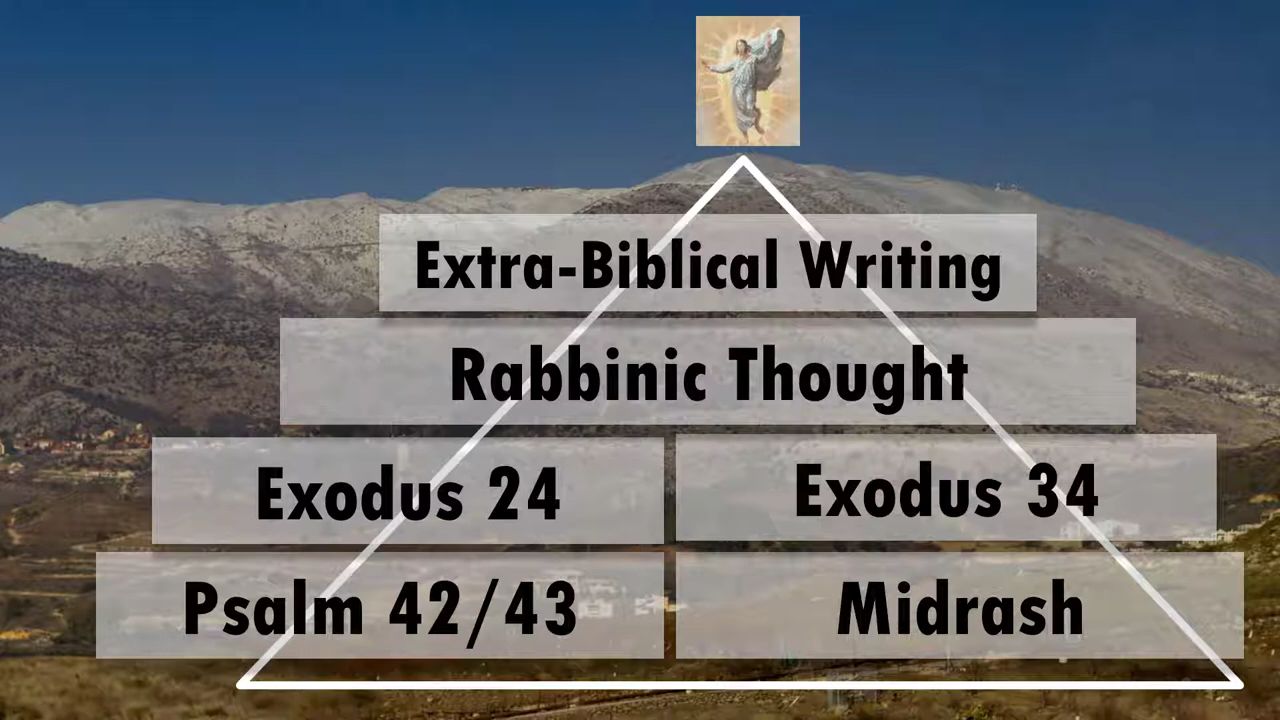 Extra-Biblical Writing
Rabbinic Thought
Exodus 24
Exodus 34
Psalm 42/43
Midrash